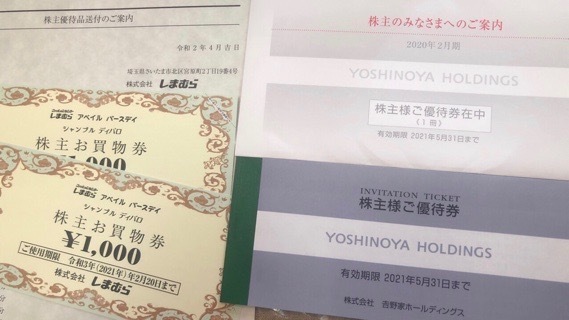 株主優待品送付のご案内
令和2年4月吉日
埼玉県さいたま市北区宮原町2丁目19番4号
株式会社 しまむら
しまむら アベイル バースデイ
シャンブル ディバロ
株主お買物券
しまむら アベイル バースデイ
シャンブル ディバロ
株主お買物券
¥1,000
ご使用期限 令和3年(2021年)2月20日まで
株式会社 しまむら
株主のみなさまへのご案内
2020年2月期
YOSHINOYA HOLDINGS
株主様ご優待券在中
(1冊)
有効期限 2021年5月31日まで
INVITATION TICKET
株主様ご優待券
YOSHINOYA HOLDINGS
有効期限 2021年5月31日まで
株式会社 吉野家ホールディングス